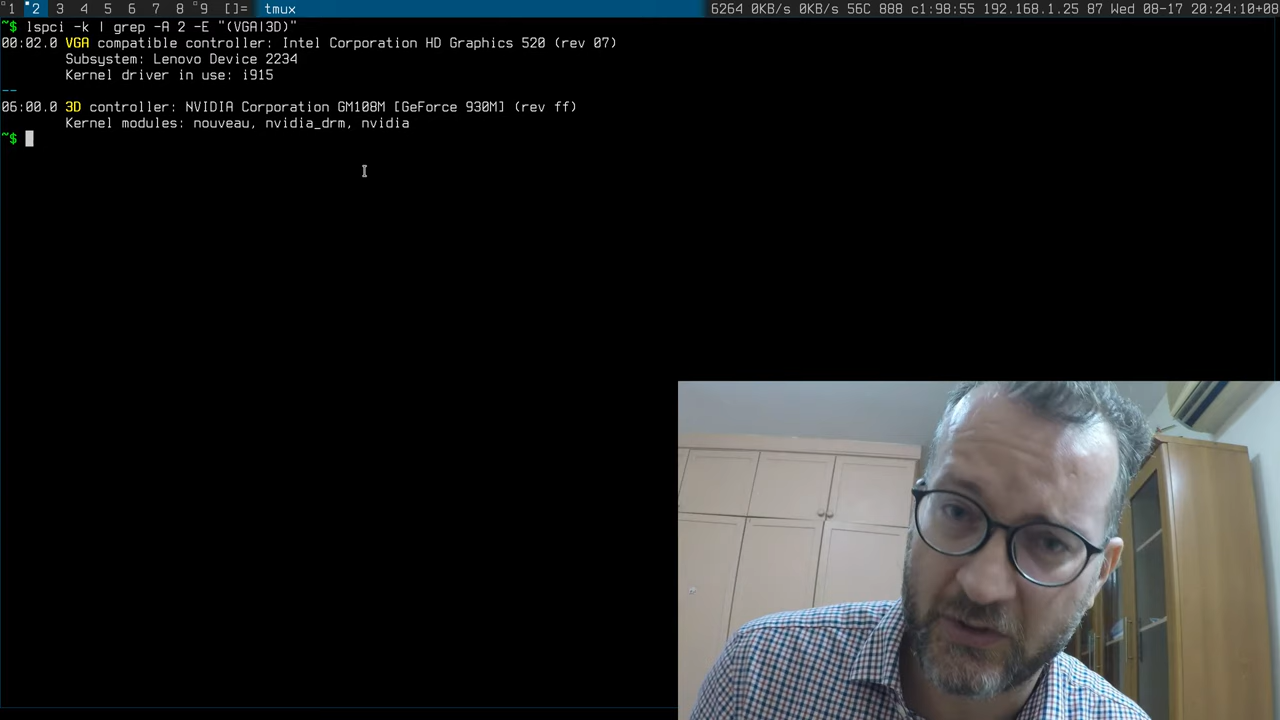 1 2 3 4 5 6 7 8 9 []= tmux 6264 0KB/s 0KB/s 56C 888 c1:98:55 192.168.1.25 87 Wed 08-17 20:24:10+08
~$ lspci -k | grep -A 2 -E "(VGA|3D)"
00:02.0 VGA compatible controller: Intel Corporation HD Graphics 520 (rev 07)
Subsystem: Lenovo Device 2234
Kernel driver in use: i915
--
06:00.0 3D controller: NVIDIA Corporation GM108M [GeForce 930M] (rev ff)
Kernel modules: nouveau, nvidia_drm, nvidia
~$